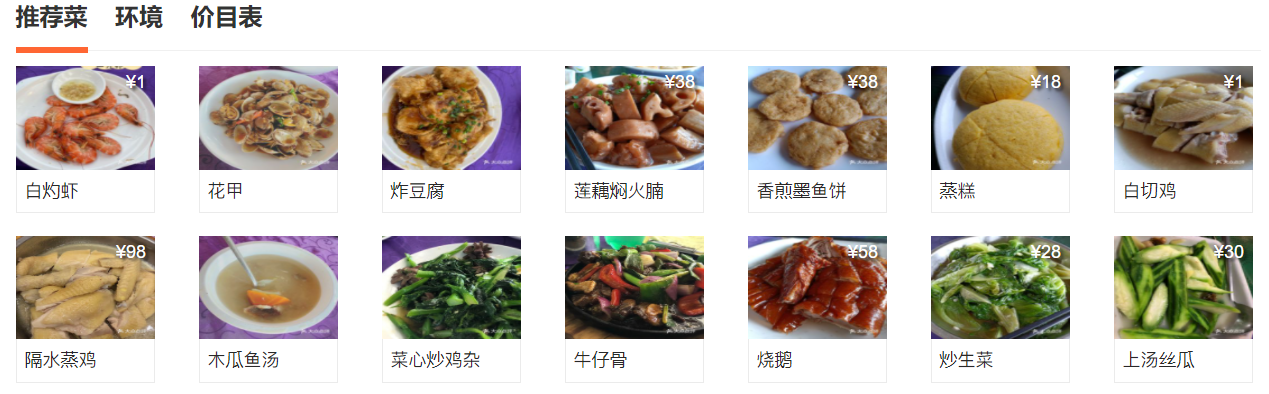 推荐菜 环境 价目表
¥1 ¥38 ¥38 ¥18 ¥1
白灼虾 花甲 炸豆腐 莲藕焖火腩 香煎墨鱼饼 蒸糕 白切鸡
¥98 ¥58 ¥28 ¥30
隔水蒸鸡 木瓜鱼汤 菜心炒鸡杂 牛仔骨 烧鹅 炒生菜 上汤丝瓜